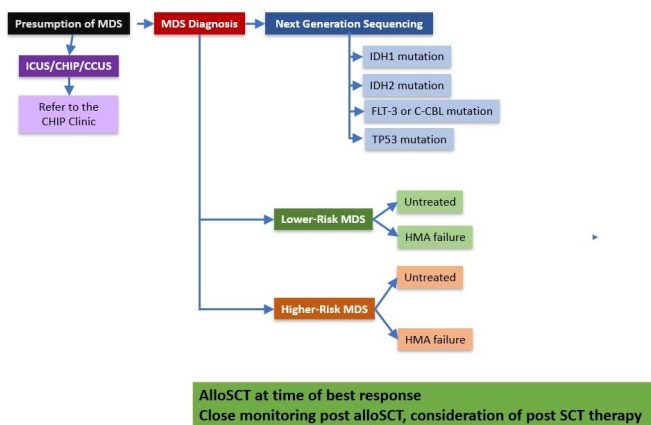 Presumption of MDS
MDS Diagnosis
Next Generation Sequencing
ICUS/CHIP/CCUS
Refer to the
CHIP Clinic
IDH1 mutation
IDH2 mutation
FLT-3 or C-CBL mutation
TP53 mutation
Lower-Risk MDS
Untreated
HMA failure
Higher-Risk MDS
Untreated
HMA failure
AlloSCT at time of best response
Close monitoring post alloSCT, consideration of post SCT therapy